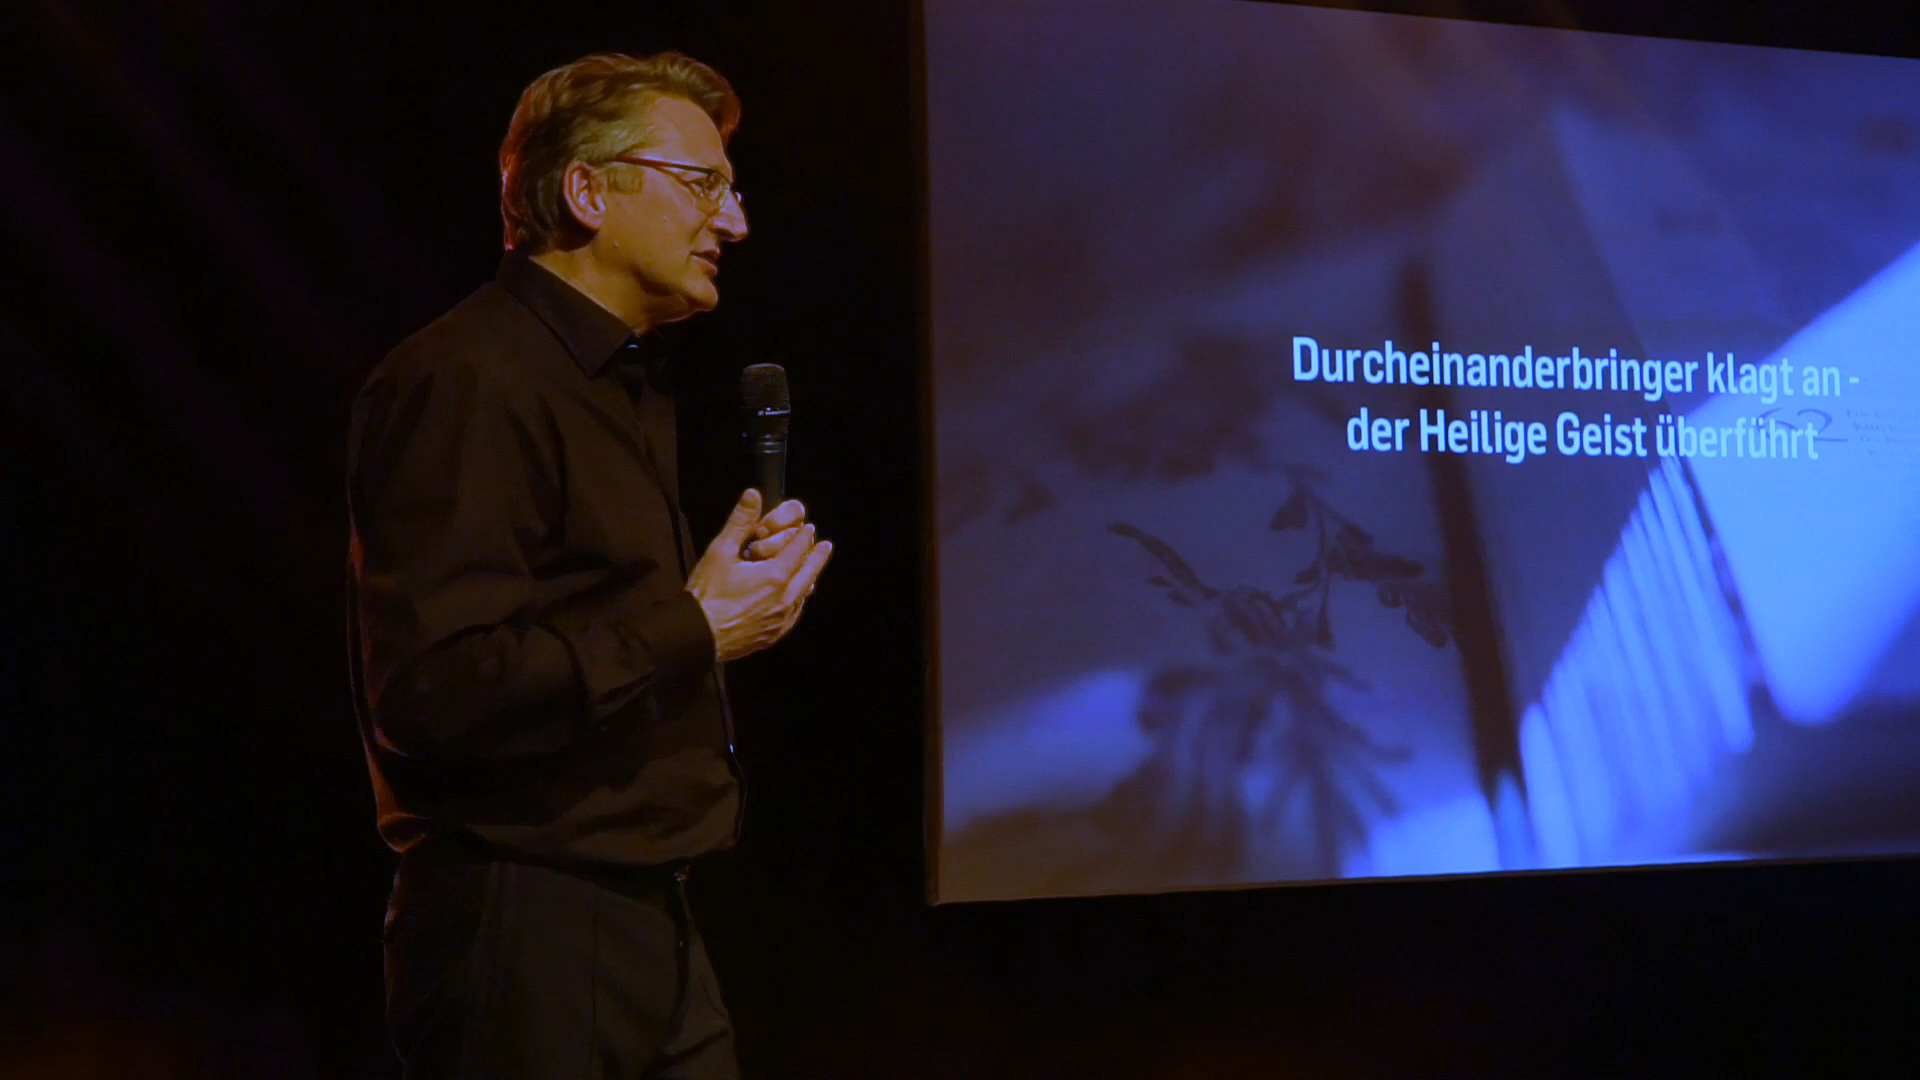 Durcheinanderbringer klagt an -
der Heilige Geist überführt